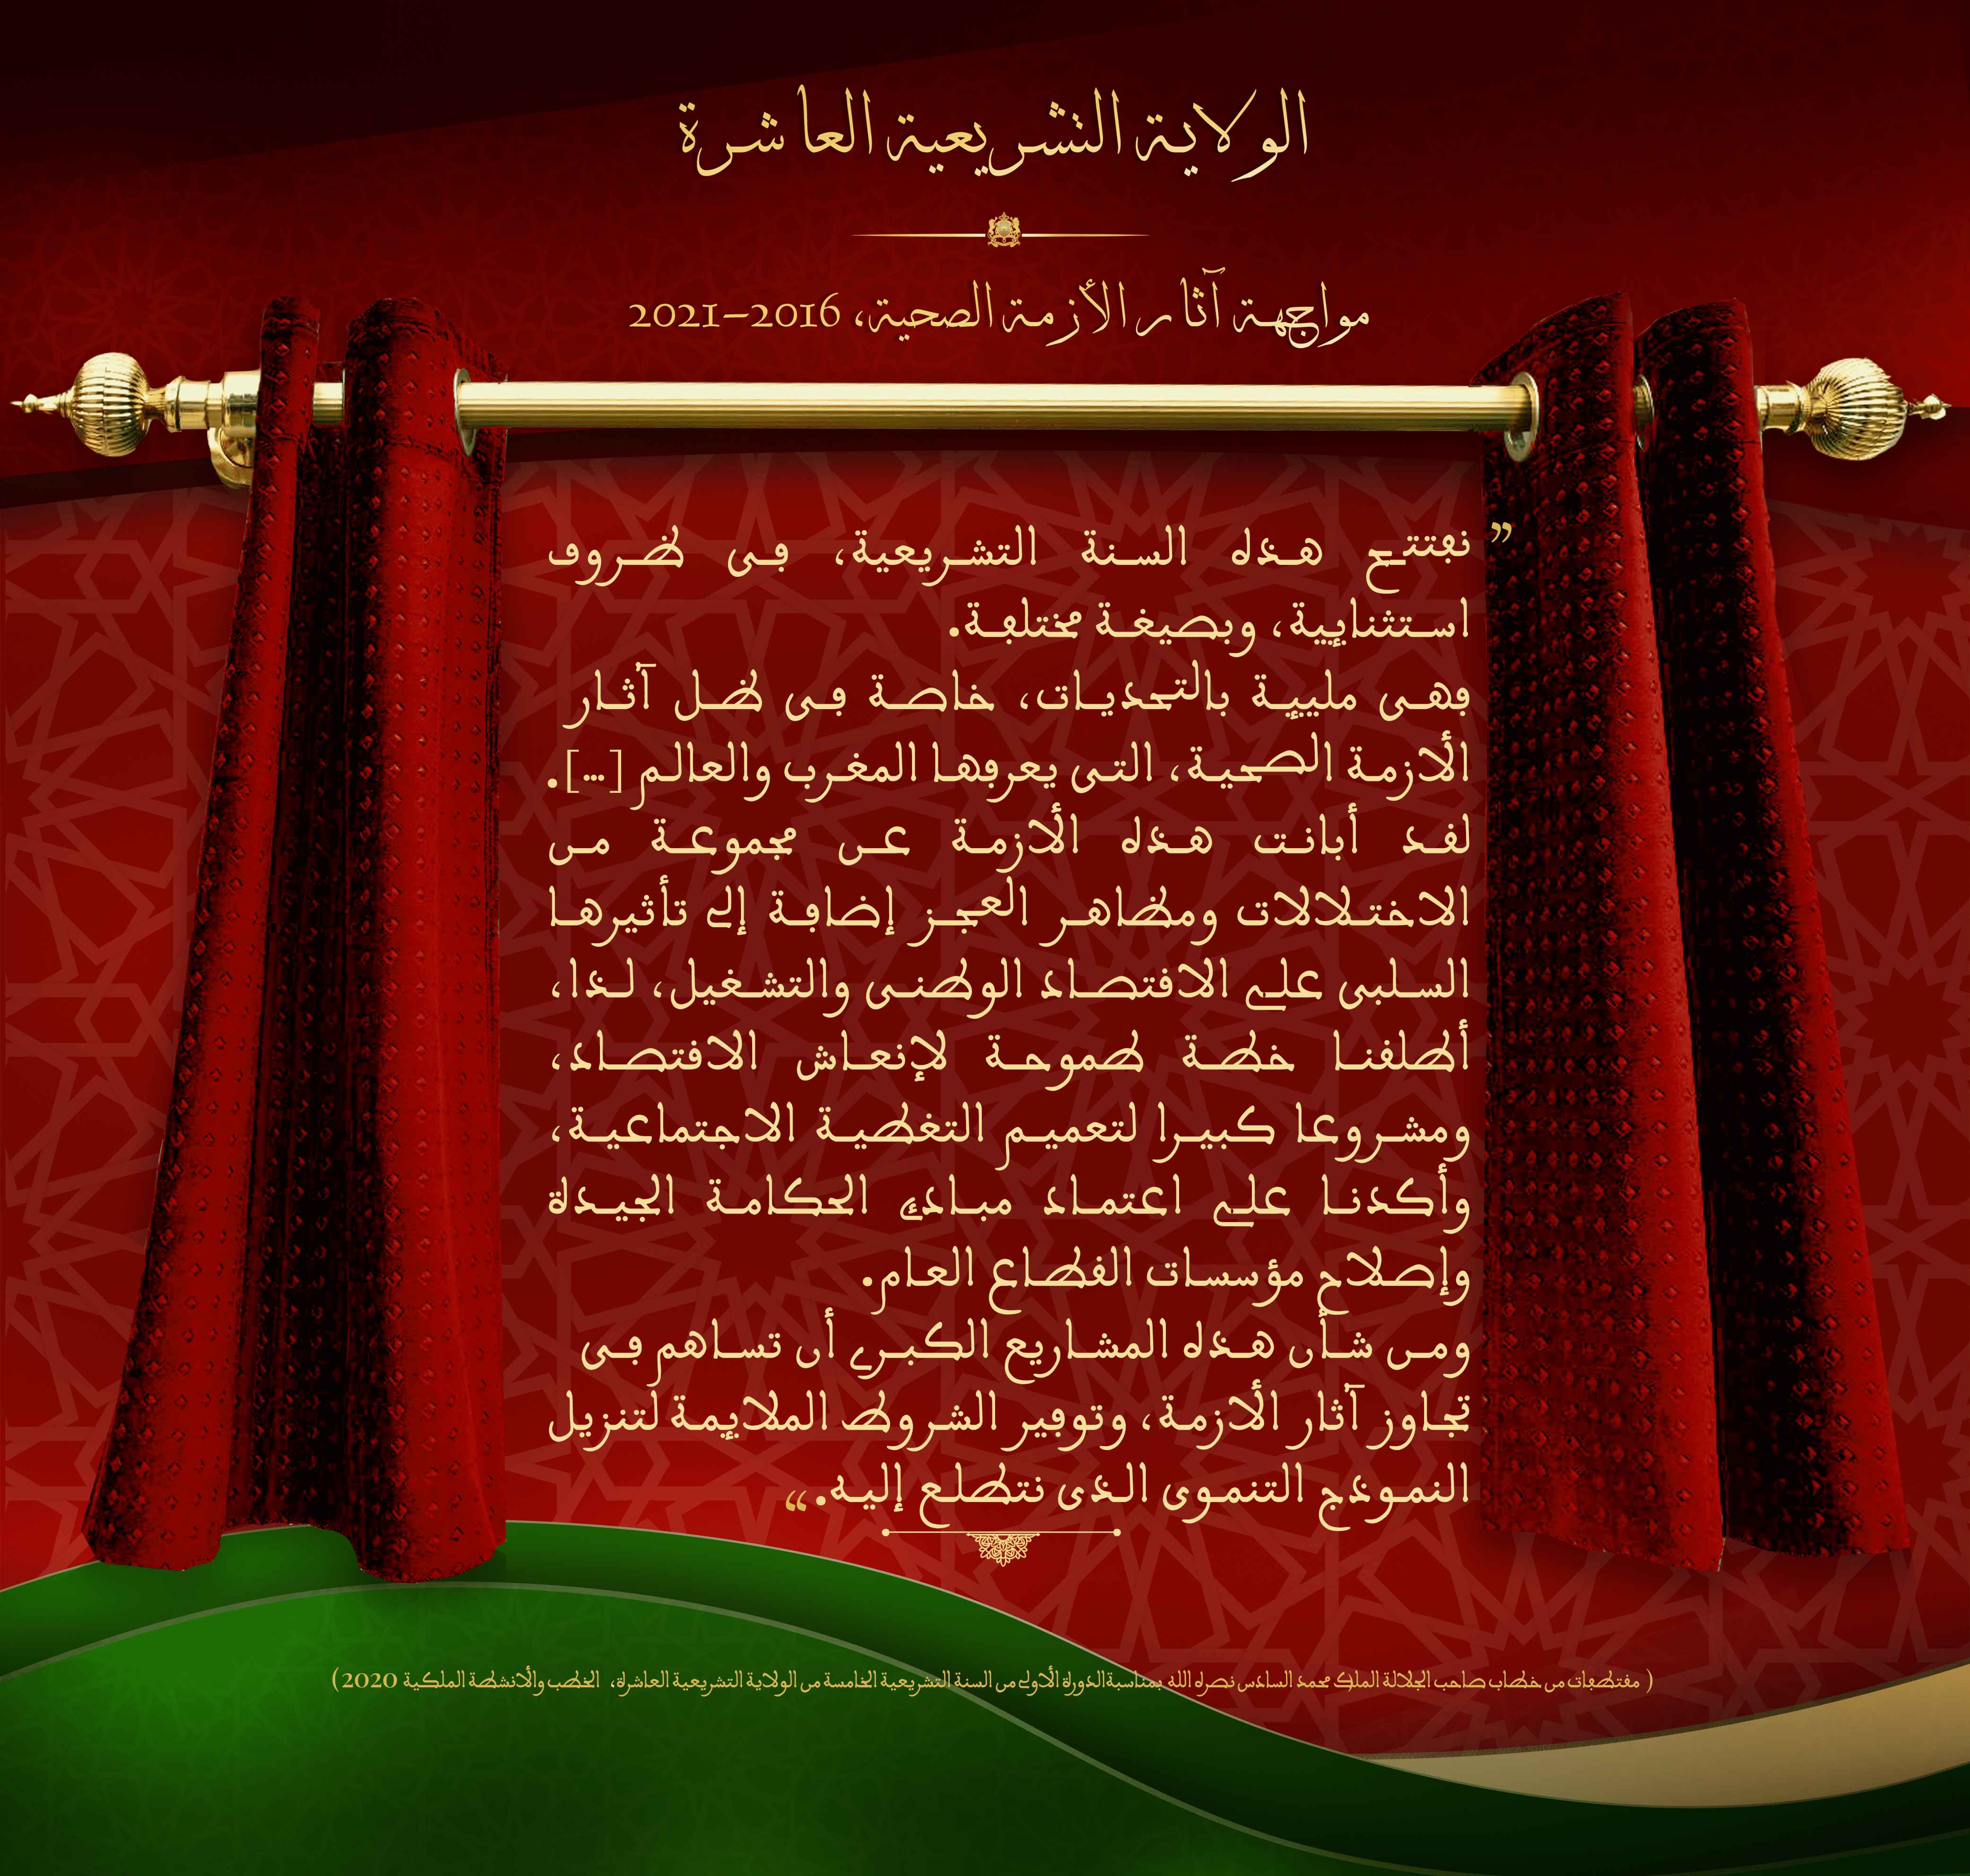 الولاية التشريعية العاشرة
مواجهة آثار الأزمة الصحية، 2016-2021
”نفتتح هذه السنة التشريعية، في ظروف
استثنايية، وبصيغة مختلفة.
فهي مليية بالتحديات، خاصة في ظل آثار
الأزمة الصحية، التي يعرفها المغرب والعالم [...].
لقد أبانت هذه الأزمة عن مجموعة من
الاختلالات ومظاهر العجز إضافة إلى تأثيرها
السلبي على الاقتصاد الوطني والتشغيل، لذا،
أطلقنا خطة طموحة لإنعاش الاقتصاد،
ومشروعا كبيرا لتعميم التغطية الاجتماعية،
وأكدنا على اعتماد مبادئ الحكامة الجيدة
وإصلاح مؤسسات القطاع العام.
ومن شأن هذه المشاريع الكبرى أن تساهم في
تجاوز آثار الأزمة، وتوفير الشروط الملايمة لتنزيل
النموذج التنموي الذي نتطلع إليه.“
( مقتطفات من خطاب صاحب الجلالة الملك محمد السادس نصره الله بمناسبة الدورة الأولى من السنة التشريعية الخامسة من الولاية التشريعية العاشرة، الخطب والأنشطة الملكية 2020)